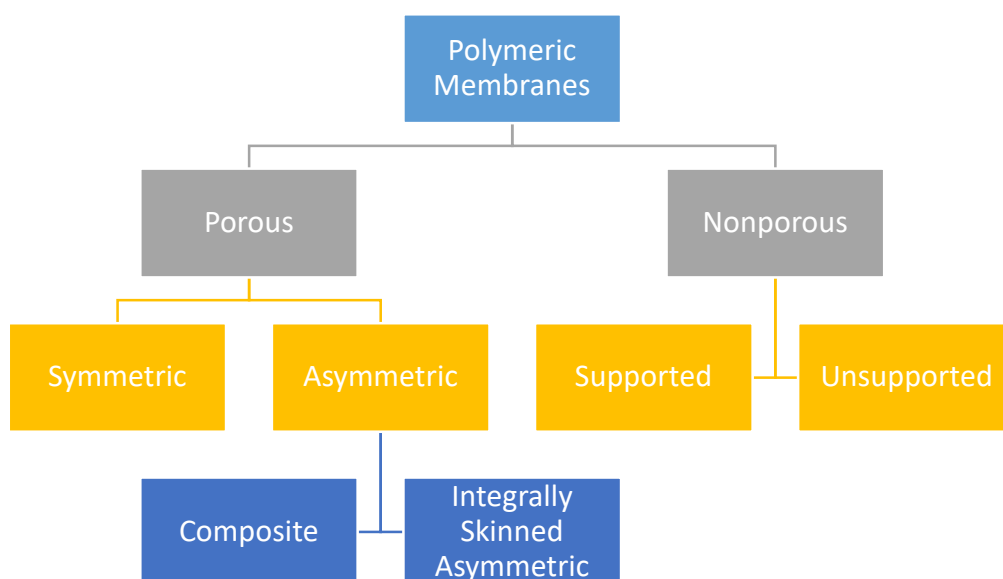 Polymeric
Membranes
Porous
Nonporous
Symmetric
Asymmetric
Supported
Unsupported
Composite
Integrally
Skinned
Asymmetric